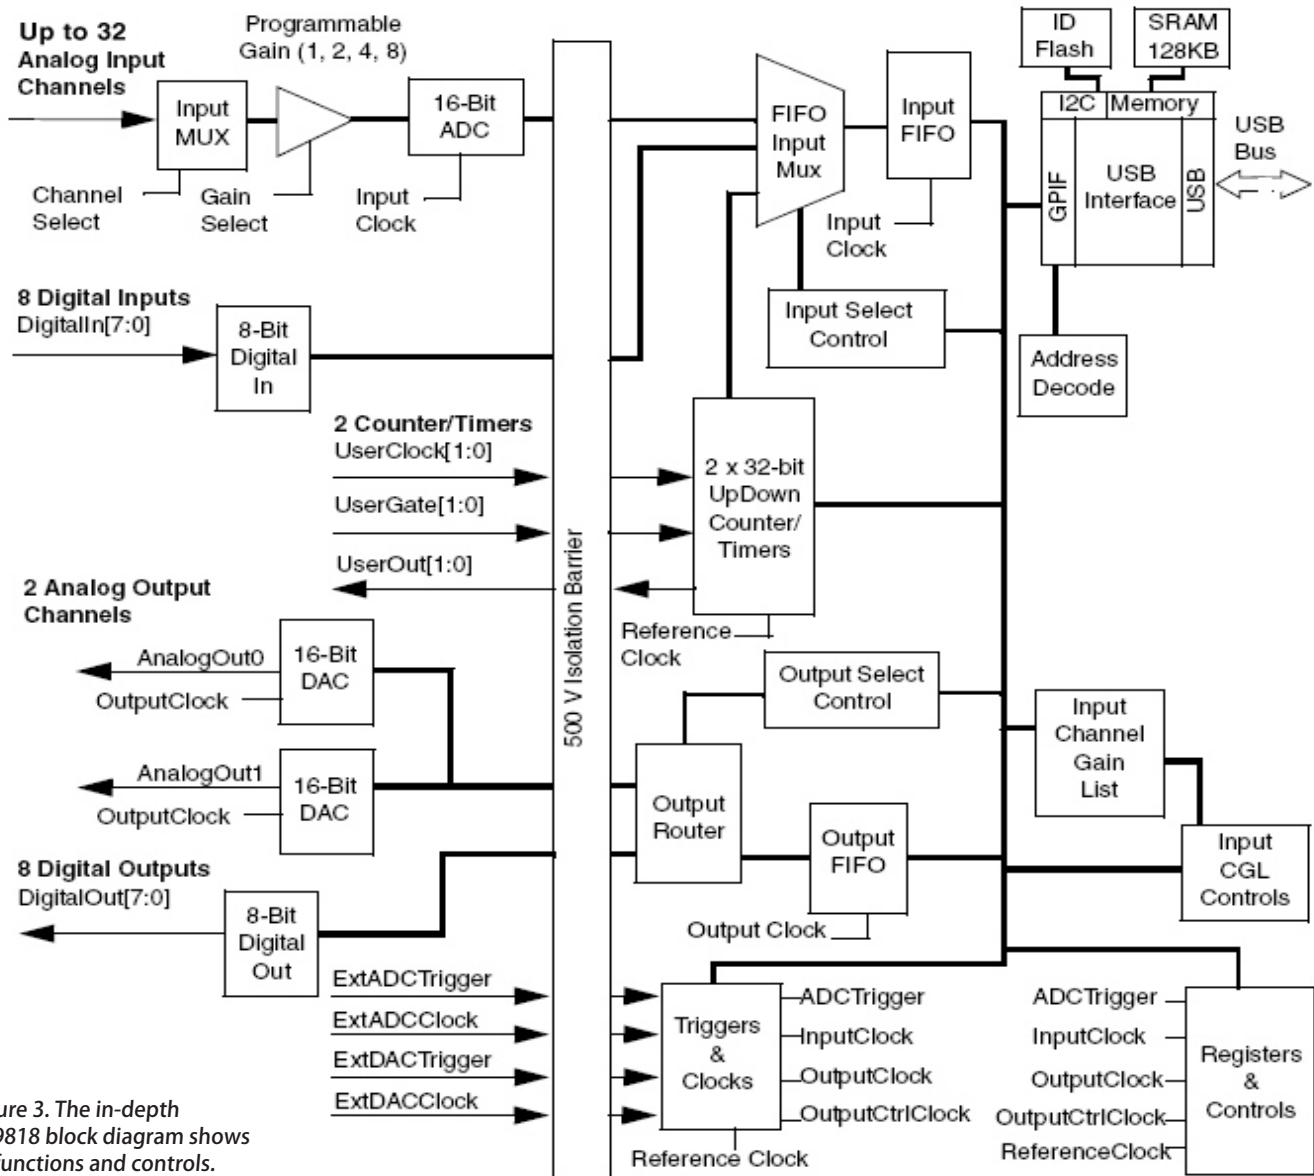 Up to 32
Analog Input
Channels
Programmable
Gain (1, 2, 4, 8)
Input
MUX
16-Bit
ADC
Channel
Select
Gain
Select
Input
Clock
FIFO
Input
Mux
Input
FIFO
Input
Clock
ID
Flash
SRAM
128KB
I2C
Memory
GPIF
USB
Interface
USB
USB
Bus
8 Digital Inputs
DigitalIn[7:0]
8-Bit
Digital
In
Input Select
Control
Address
Decode
2 Counter/Timers
UserClock[1:0]
UserGate[1:0]
UserOut[1:0]
2 x 32-bit
UpDown
Counter/
Timers
Reference
Clock
500 V Isolation Barrier
2 Analog Output
Channels
AnalogOut0
OutputClock
16-Bit
DAC
AnalogOut1
OutputClock
16-Bit
DAC
Output Select
Control
Output
Router
Output
FIFO
Output Clock
Input
Channel
Gain
List
Input
CGL
Controls
8 Digital Outputs
DigitalOut[7:0]
8-Bit
Digital
Out
ExtADCTrigger
ExtADCClock
ExtDACTrigger
ExtDACClock
Triggers
&
Clocks
ADCTrigger
InputClock
OutputClock
OutputCtrlClock
Reference Clock
ADCTrigger
InputClock
OutputClock
OutputCtrlClock
ReferenceClock
Registers
&
Controls
ure 3. The in-depth
9818 block diagram shows
functions and controls.